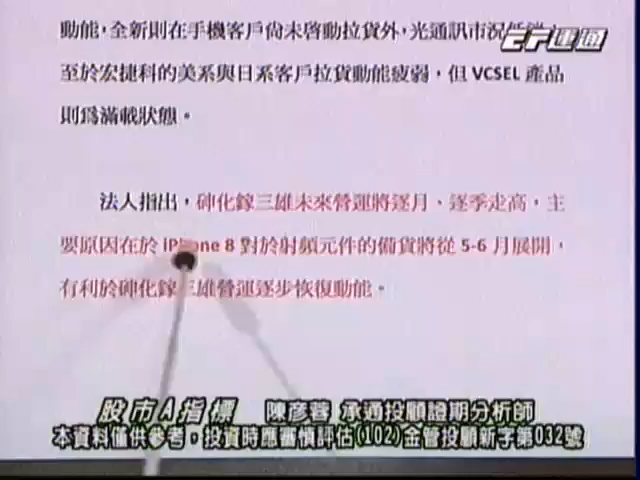 動能，全新則在手機客戶尚未啓動拉貨外，光通訊市況低
運通
至於宏捷科的美系與日系客戶拉貨動能疲弱，但 VCSEL 產品
則為滿載狀態。
法人指出，砷化鎵三雄未來營運將逐月、逐季走高，主
要原因在於 iPhone 8 對於射頻元件的備貨將從 5-6 月展開，
有利於砷化鎵三雄營運逐步恢復動能。
股市A指標 陳彥蓉 承通投顧證期分析師
本資料僅供參考，投資時應審慎評估(102)金管投顧新字第032號